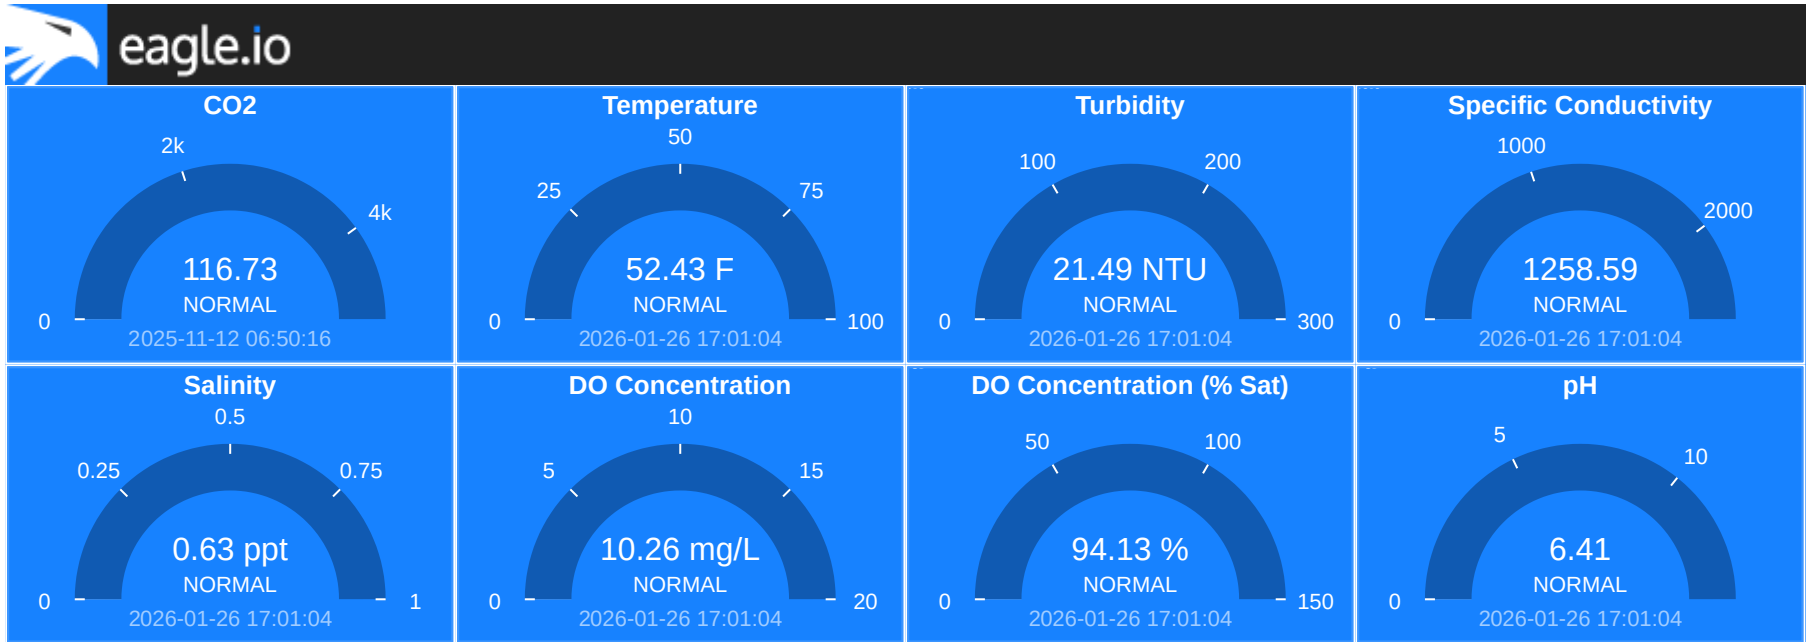 eagle.io
CO2
2k
4k
0
116.73
NORMAL
2025-11-12 06:50:16
Temperature
50
25
75
0
100
52.43 F
NORMAL
2026-01-26 17:01:04
Turbidity
100
200
0
300
21.49 NTU
NORMAL
2026-01-26 17:01:04
Specific Conductivity
1000
2000
0
1258.59
NORMAL
2026-01-26 17:01:04
Salinity
0.5
0.25
0.75
0
1
0.63 ppt
NORMAL
2026-01-26 17:01:04
DO Concentration
10
5
15
0
20
10.26 mg/L
NORMAL
2026-01-26 17:01:04
DO Concentration (% Sat)
50
100
0
150
94.13 %
NORMAL
2026-01-26 17:01:04
pH
5
10
0
6.41
NORMAL
2026-01-26 17:01:04